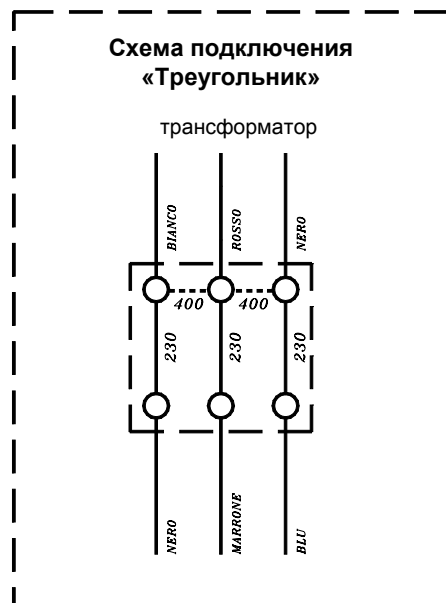 Схема подключения
«Треугольник»
трансформатор
BIANCO
ROSSO
NERO
400
400
230
230
230
NERO
MARRONE
BLU